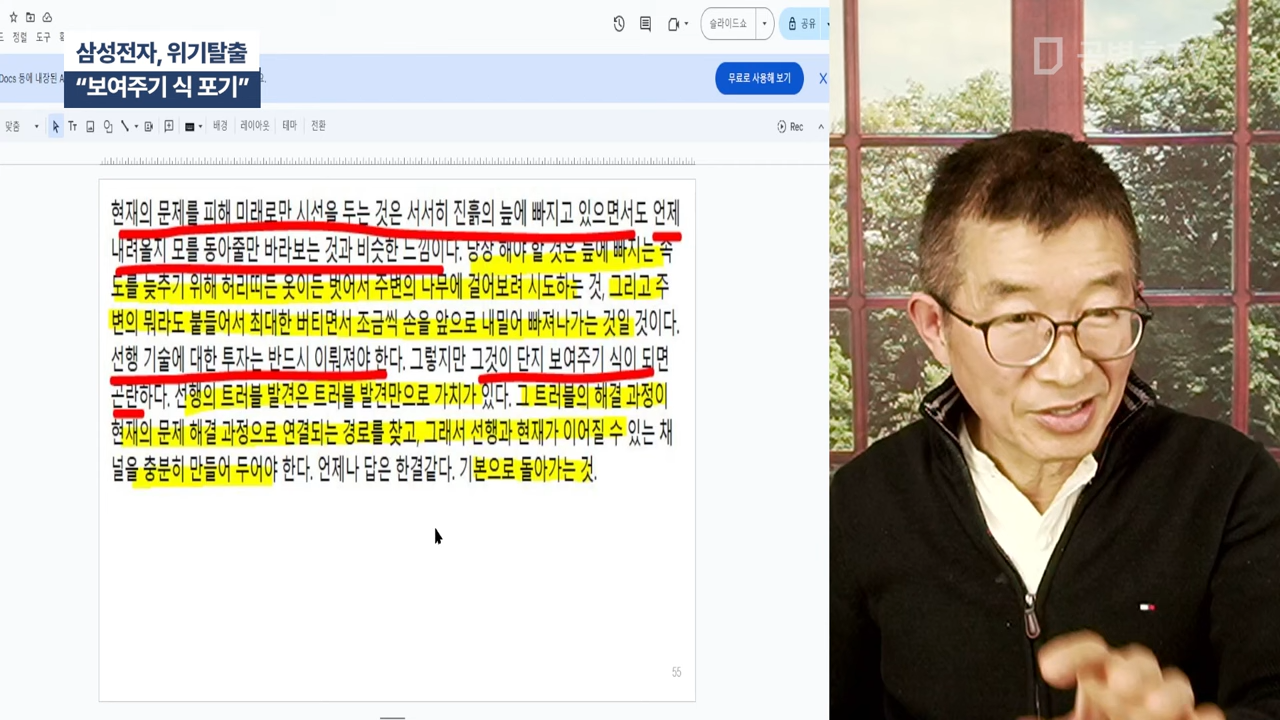 정렬 도구
슬라이드쇼
공유
삼성전자, 위기탈출
“보여주기 식 포기”
Docs 등에 내장된
무료로 사용해 보기
X
맞춤
Tr
배경
레이아웃
테마
전환
Rec
현재의 문제를 피해 미래로만 시선을 두는 것은 서서히 진흙의 늪에 빠지고 있으면서도 언제
내려올지 모를 동아줄만 바라보는 것과 비슷한 느낌이다. 당상 해야 할 것은 늪에 빠지는 속
도를 늦추기 위해 허리띠든 옷이든 벗어서 주변의 나무에 걸어보려 시도하는 것, 그리고 주
변의 뭐라도 붙들어서 최대한 버티면서 조금씩 손을 앞으로 내밀어 빠져나가는 것일 것이다.
선행 기술에 대한 투자는 반드시 이뤄져야 한다. 그렇지만 그것이 단지 보여주기 식이 되면
곤란하다. 선행의 트러블 발견은 트러블 발견만으로 가치가 있다. 그 트러블의 해결 과정이
현재의 문제 해결 과정으로 연결되는 경로를 찾고, 그래서 선행과 현재가 이어질 수 있는 채
널을 충분히 만들어 두어야 한다. 언제나 답은 한결같다. 기본으로 돌아가는 것.
55